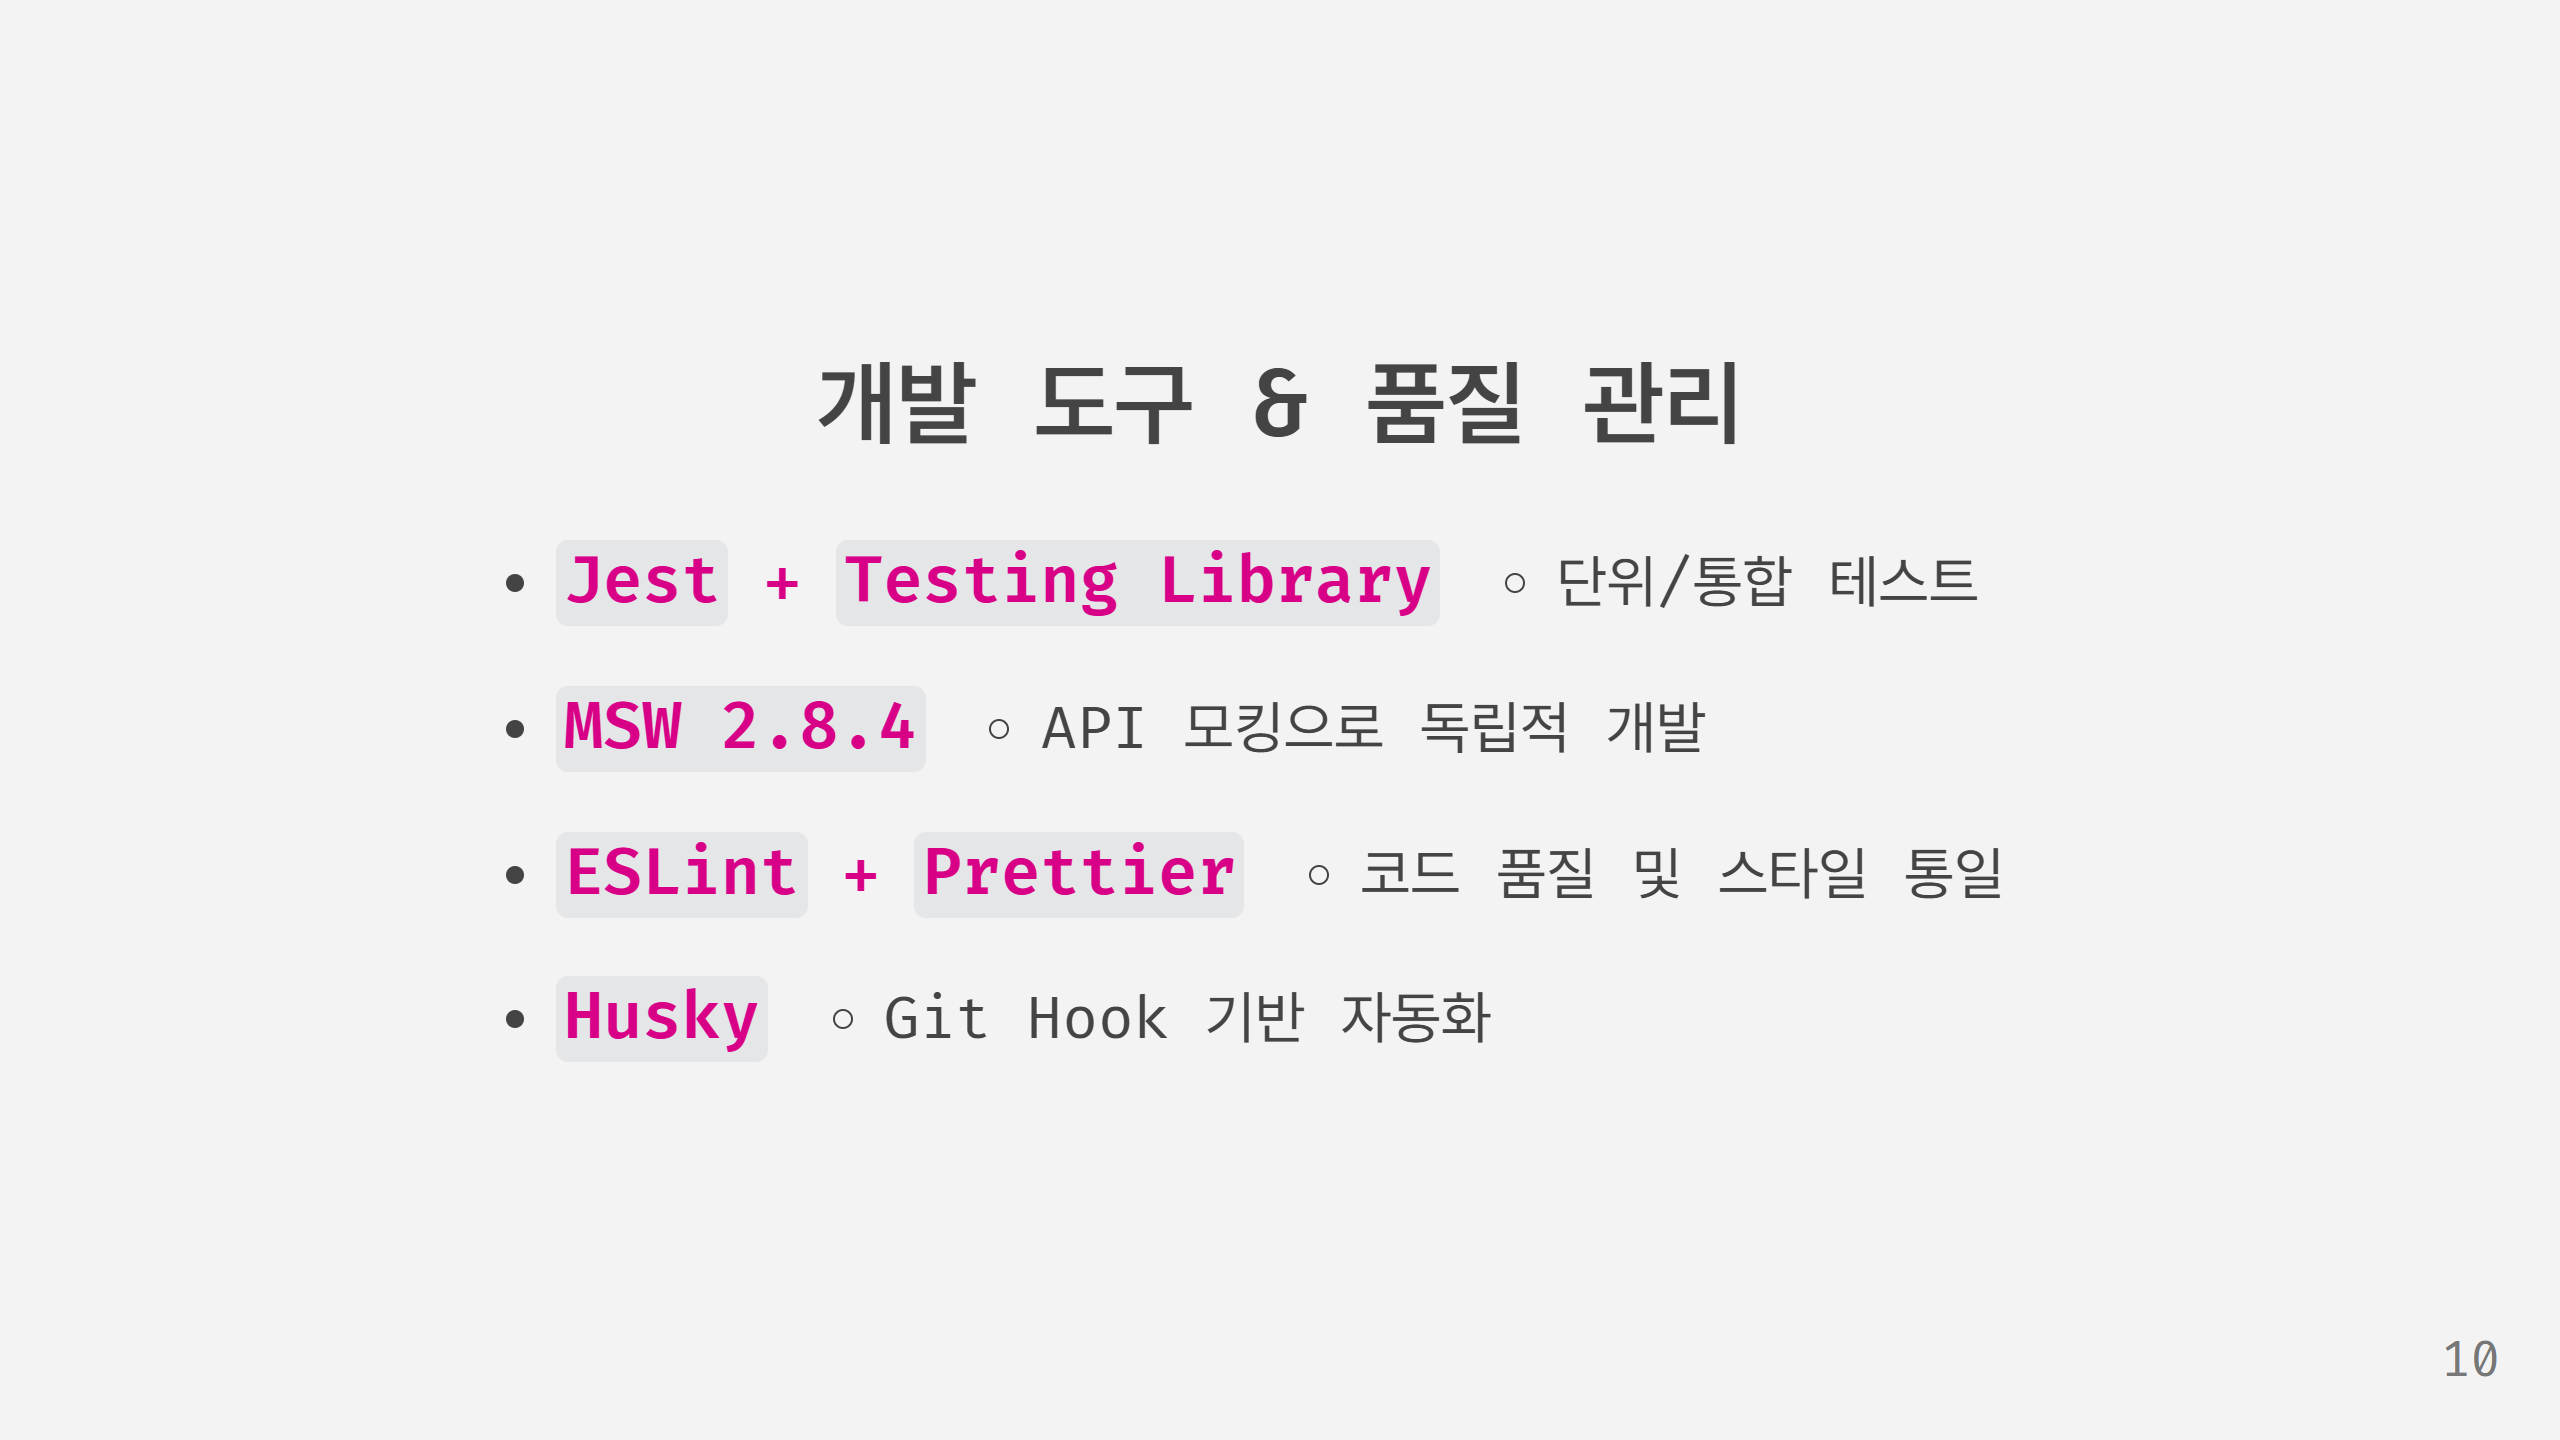 개발 도구 & 품질 관리
• Jest + Testing Library ◦ 단위/통합 테스트
• MSW 2.8.4 ◦ API 모킹으로 독립적 개발
• ESLint + Prettier ◦ 코드 품질 및 스타일 통일
• Husky ◦ Git Hook 기반 자동화
10